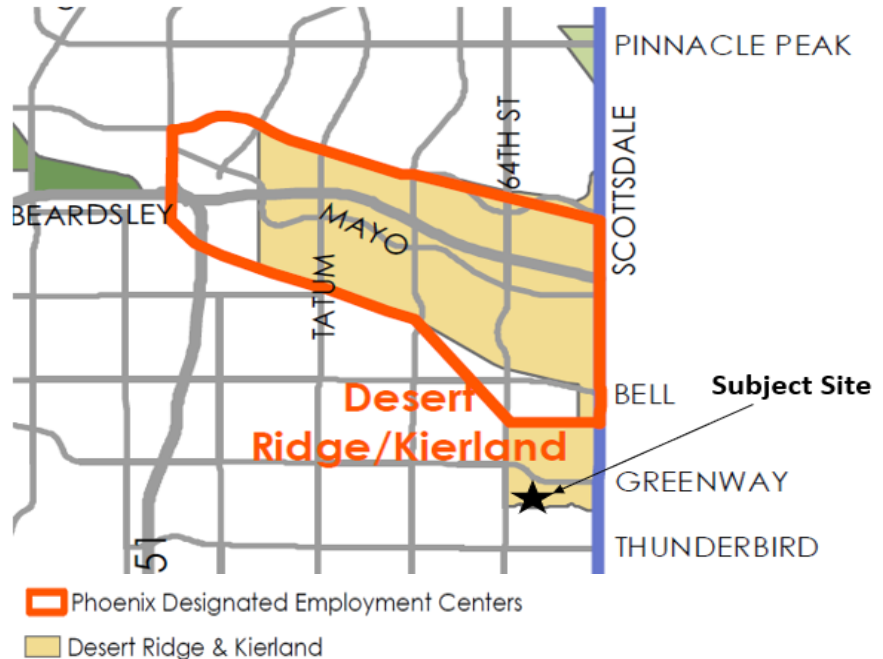 PINNACLE PEAK
64TH ST
SCOTTSDALE
BEARDSLEY
MAYO
TATUM
BELL
Subject Site
Desert
Ridge/Kierland
GREENWAY
THUNDERBIRD
51
Phoenix Designated Employment Centers
Desert Ridge & Kierland